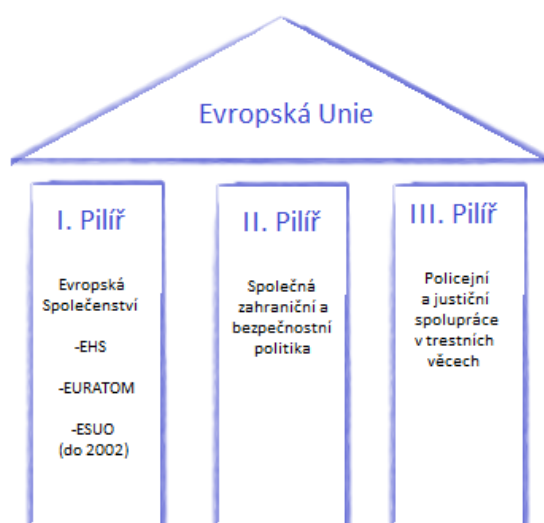 Evropská Unie
I. Pilíř
Evropská
Společenství
-EHS
-EURATOM
-ESUO
(do 2002)
II. Pilíř
Společná
zahraniční a
bezpečnostní
politika
III. Pilíř
Policejní
a justiční
spolupráce
v trestních
věcech